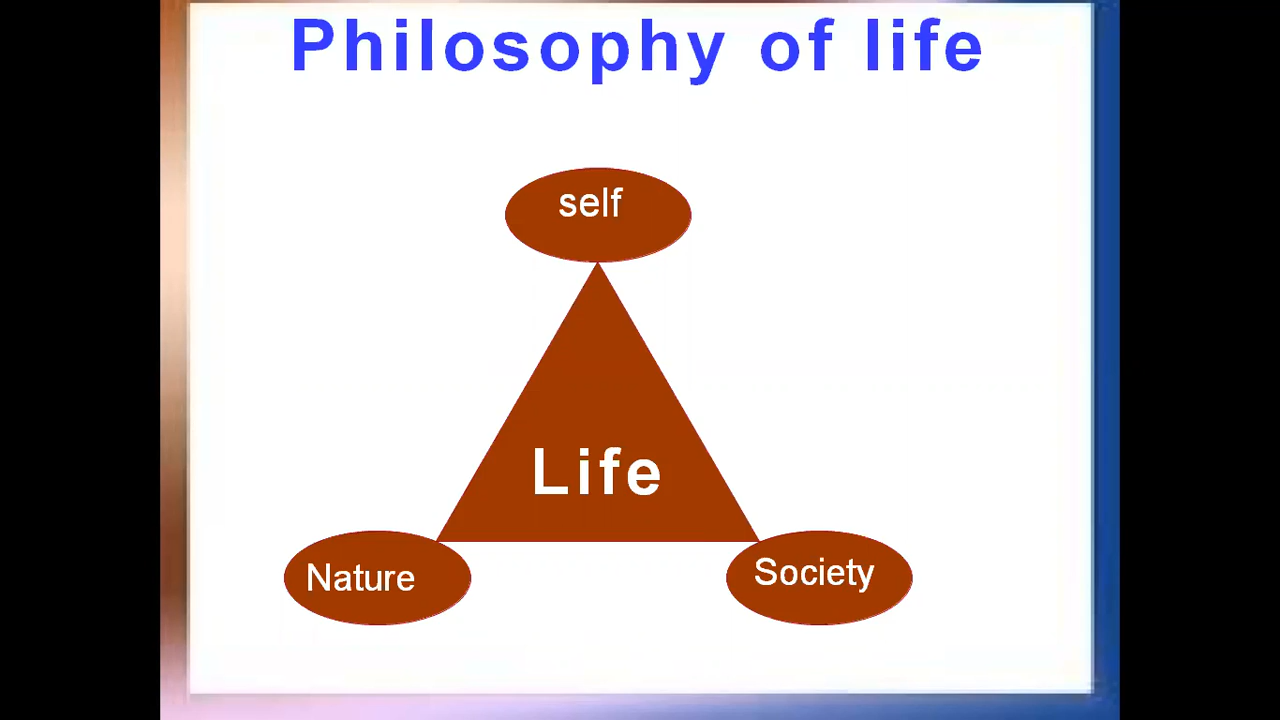 Philosophy of life
self
Life
Nature
Society